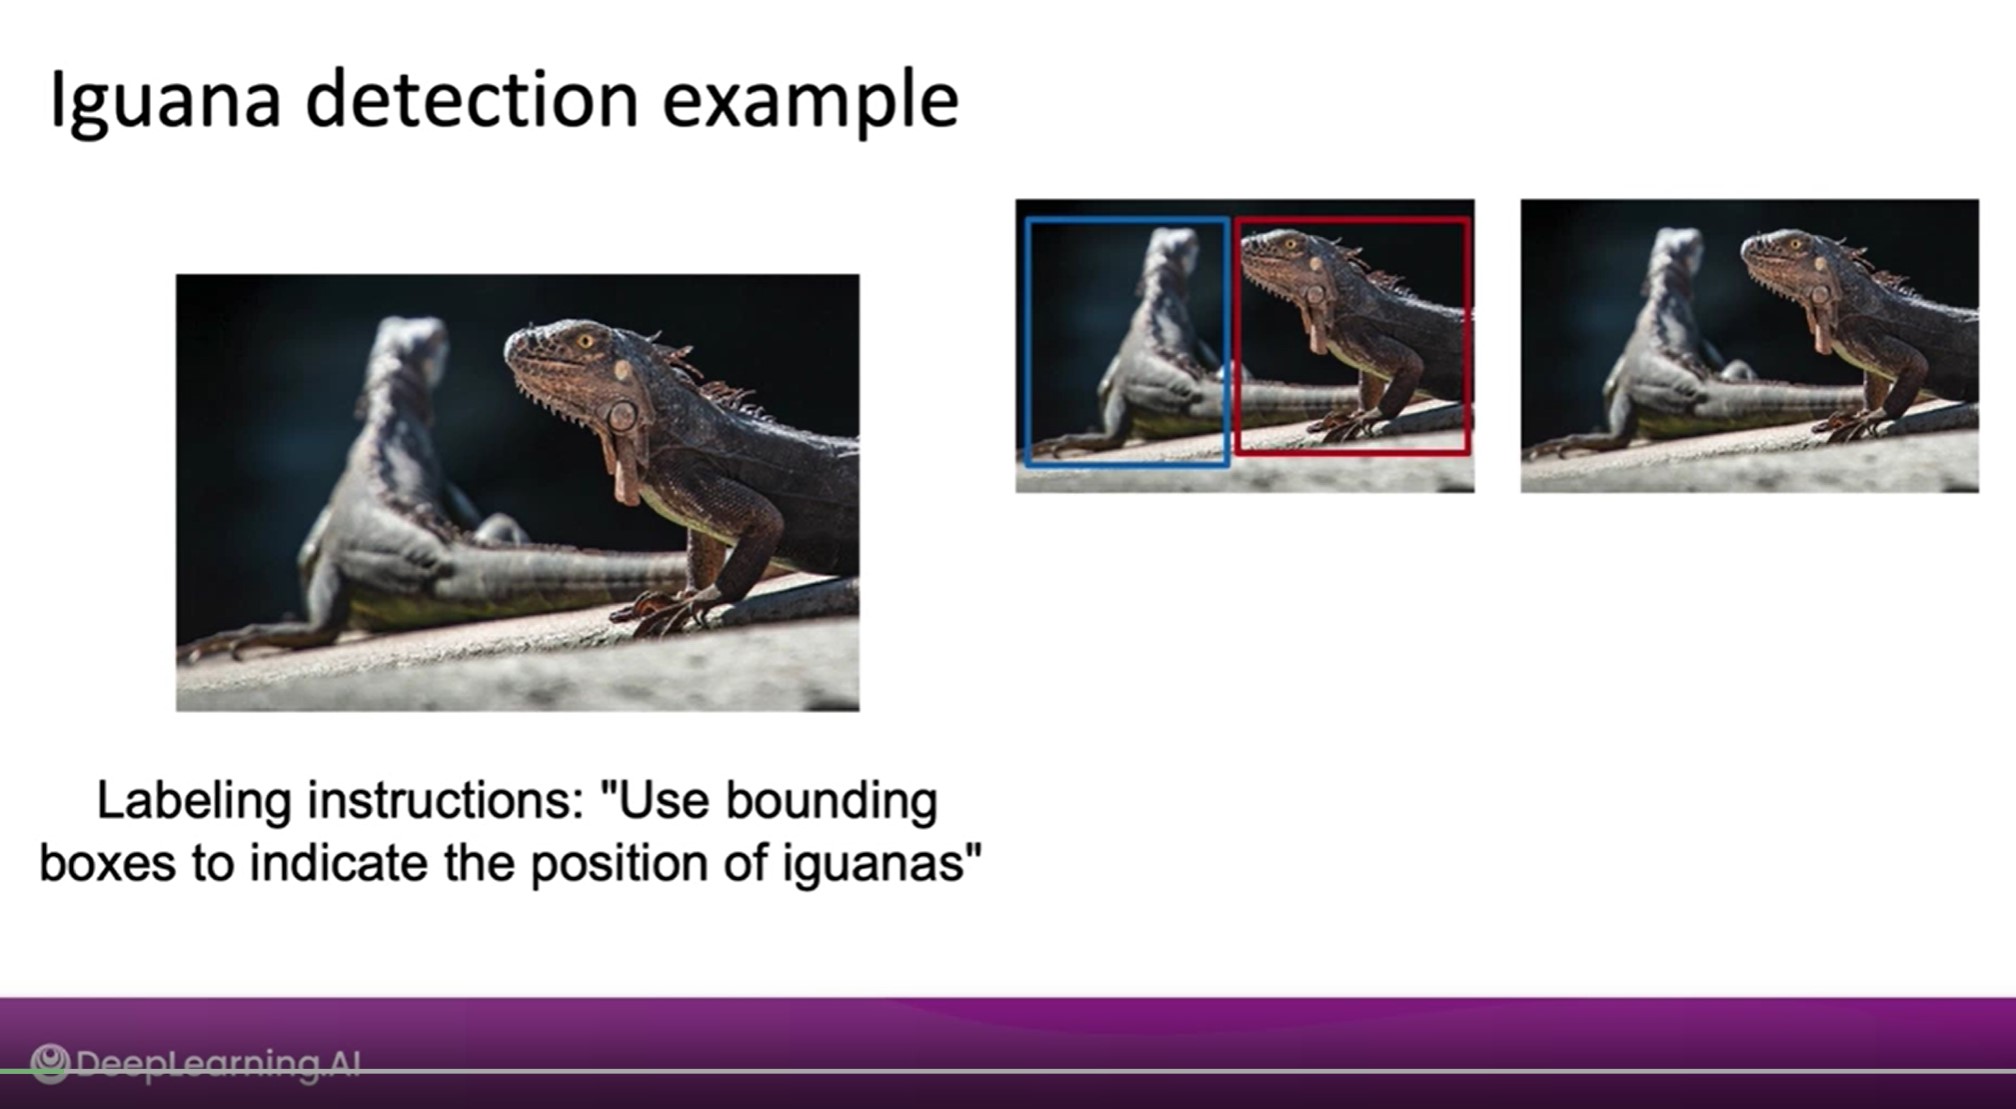 Iguana detection example
Labeling instructions: "Use bounding
boxes to indicate the position of iguanas"
DeepLearning.AI